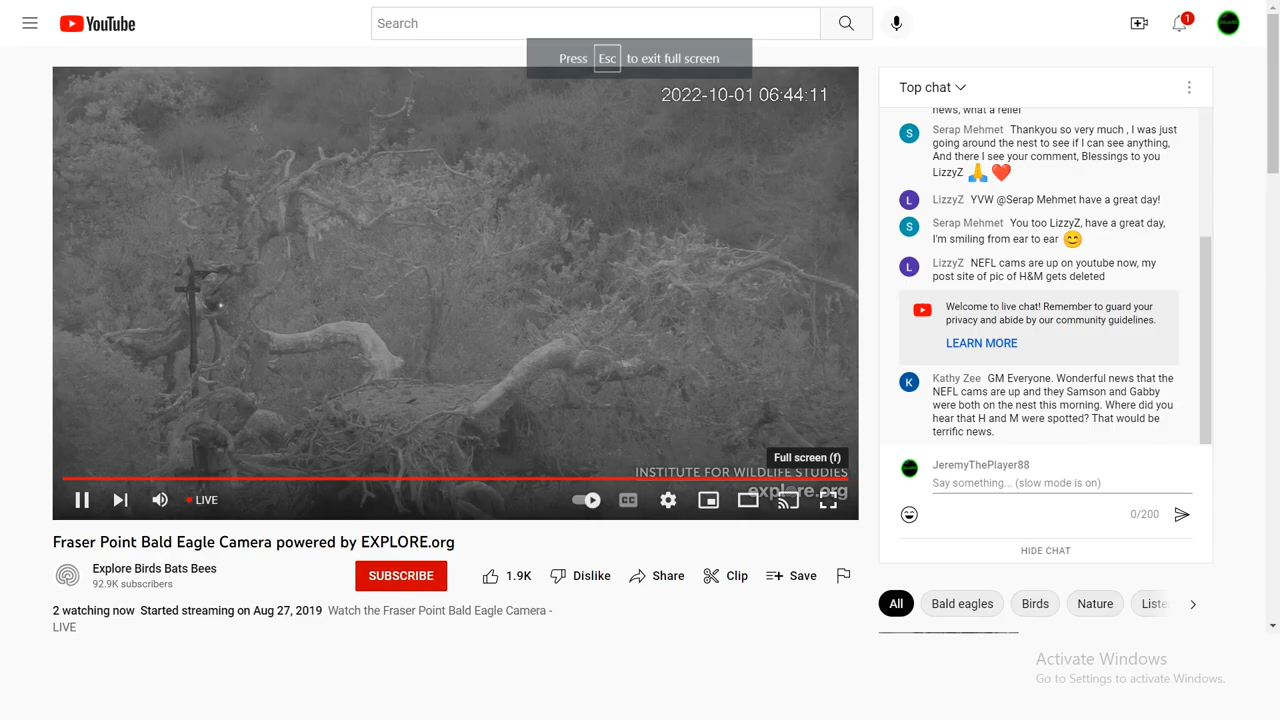 YouTube
Search
1
Press Esc to exit full screen
2022-10-01 06:44:11
INSTITUTE FOR WILDLIFE STUDIES
explore.org
Full screen (f)
LIVE
CC
Fraser Point Bald Eagle Camera powered by EXPLORE.org
Explore Birds Bats Bees
92.9K subscribers
SUBSCRIBE
1.9K
Dislike
Share
Clip
Save
2 watching now Started streaming on Aug 27, 2019 Watch the Fraser Point Bald Eagle Camera -
LIVE
Top chat
news, what a relief
S
Serap Mehmet Thankyou so very much , I was just
going around the nest to see if I can see anything,
And there I see your comment, Blessings to you
LizzyZ 🙏❤️
L
LizzyZ YVW @Serap Mehmet have a great day!
S
Serap Mehmet You too LizzyZ, have a great day,
I'm smiling from ear to ear 😊
L
LizzyZ NEFL cams are up on youtube now, my
post site of pic of H&M gets deleted
Welcome to live chat! Remember to guard your
privacy and abide by our community guidelines.
LEARN MORE
K
Kathy Zee GM Everyone. Wonderful news that the
NEFL cams are up and they Samson and Gabby
were both on the nest this morning. Where did you
hear that H and M were spotted? That would be
terrific news.
JeremyThePlayer88
Say something... (slow mode is on)
0/200
HIDE CHAT
All
Bald eagles
Birds
Nature
Liste
Activate Windows
Go to Settings to activate Windows.